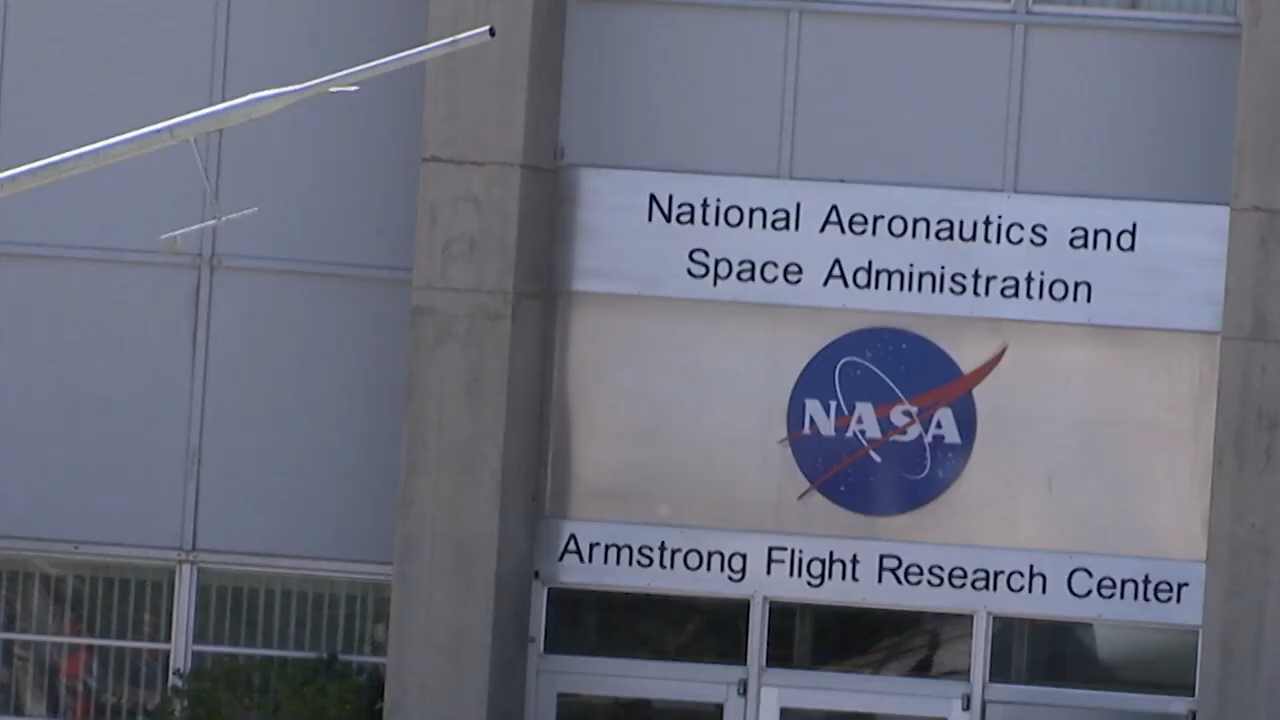 National Aeronautics and
Space Administration
NASA
Armstrong Flight Research Center